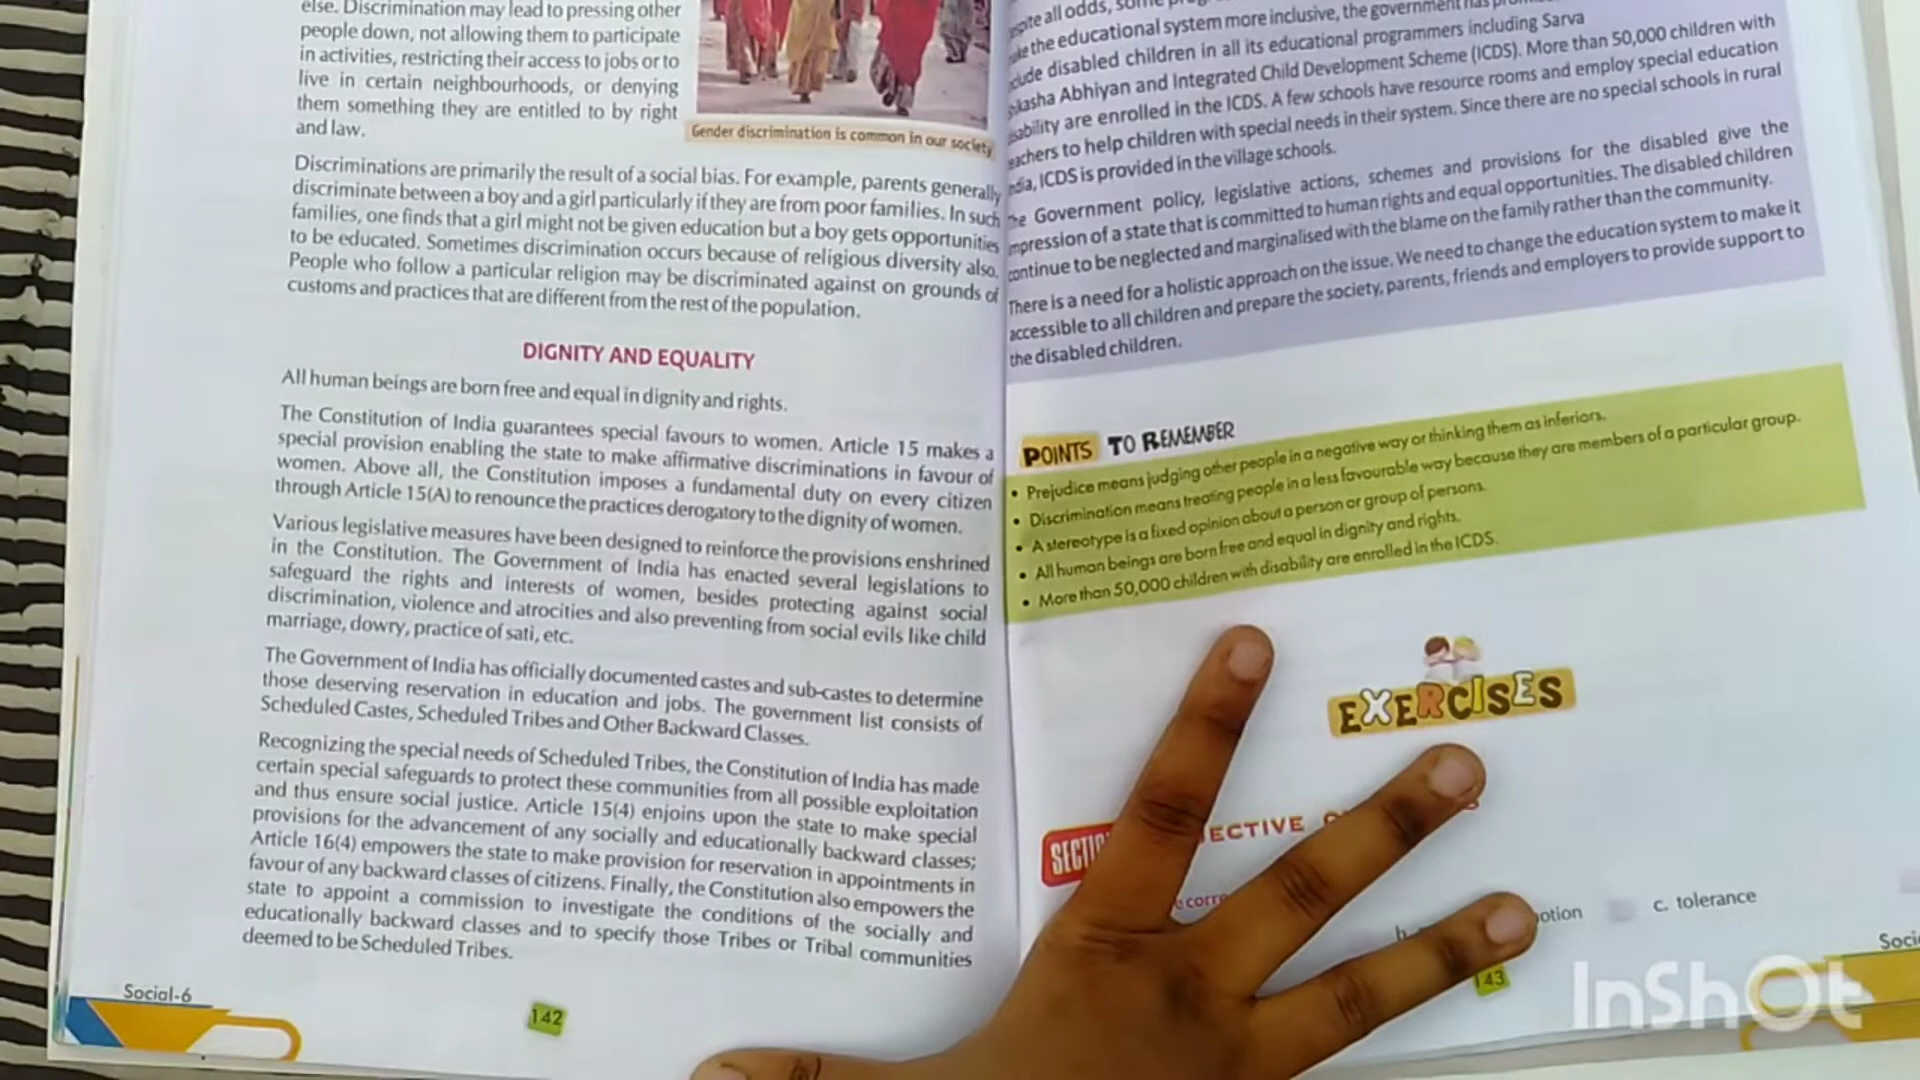 else. Discrimination may lead to pressing other
people down, not allowing them to participate
in activities, restricting their access to jobs or to
live in certain neighbourhoods, or denying
them something they are entitled to by right
and law.
Gender discrimination is common in our society
Discriminations are primarily the result of a social bias. For example, parents generally
discriminate between a boy and a girl particularly if they are from poor families. In such
families, one finds that a girl might not be given education but a boy gets opportunities
to be educated. Sometimes discrimination occurs because of religious diversity also.
People who follow a particular religion may be discriminated against on grounds of
customs and practices that are different from the rest of the population.
DIGNITY AND EQUALITY
All human beings are born free and equal in dignity and rights.
The Constitution of India guarantees special favours to women. Article 15 makes a
special provision enabling the state to make affirmative discriminations in favour of
women. Above all, the Constitution imposes a fundamental duty on every citizen
through Article 15(A) to renounce the practices derogatory to the dignity of women.
Various legislative measures have been designed to reinforce the provisions enshrined
in the Constitution. The Government of India has enacted several legislations to
safeguard the rights and interests of women, besides protecting against social
discrimination, violence and atrocities and also preventing from social evils like child
marriage, dowry, practice of sati, etc.
The Government of India has officially documented castes and sub-castes to determine
those deserving reservation in education and jobs. The government list consists of
Scheduled Castes, Scheduled Tribes and Other Backward Classes.
Recognizing the special needs of Scheduled Tribes, the Constitution of India has made
certain special safeguards to protect these communities from all possible exploitation
and thus ensure social justice. Article 15(4) enjoins upon the state to make special
provisions for the advancement of any socially and educationally backward classes;
Article 16(4) empowers the state to make provision for reservation in appointments in
favour of any backward classes of citizens. Finally, the Constitution also empowers the
state to appoint a commission to investigate the conditions of the socially and
educationally backward classes and to specify those Tribes or Tribal communities
deemed to be Scheduled Tribes.
Social-6
142
all odds, some
the educational system more inclusive, the government has
disabled children in all its educational programmers including Sarva
Abhiyan and Integrated Child Development Scheme (ICDS). More than 50,000 children with
are enrolled in the ICDS. A few schools have resource rooms and employ special education
to help children with special needs in their system. Since there are no special schools in rural
ICDS is provided in the village schools.
Government policy, legislative actions, schemes and provisions for the disabled give the
impression of a state that is committed to human rights and equal opportunities. The disabled children
continue to be neglected and marginalised with the blame on the family rather than the community.
There is a need for a holistic approach on the issue. We need to change the education system to make it
accessible to all children and prepare the society, parents, friends and employers to provide support to
the disabled children.
POINTS TO REMEMBER
• Prejudice means judging other people in a negative way or thinking them as inferiors.
• Discrimination means treating people in a less favourable way because they are members of a particular group.
• A stereotype is a fixed opinion about a person or group of persons.
• All human beings are born free and equal in dignity and rights.
• More than 50,000 children with disability are enrolled in the ICDS.
EXERCISES
c. tolerance
143
InShOt